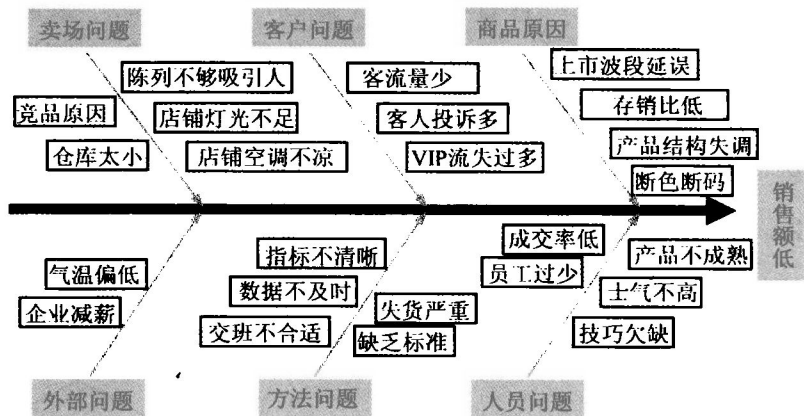 卖场问题
客户问题
商品原因
陈列不够吸引人
客流量少
上市波段延误
竞品原因
店铺灯光不足
客人投诉多
存销比低
仓库太小
店铺空调不凉
VIP流失过多
产品结构失调
断色断码
销售额低
气温偏低
指标不清晰
成交率低
产品不成熟
企业减薪
数据不及时
员工过少
士气不高
交班不合适
失货严重
缺乏标准
技巧欠缺
外部问题
方法问题
人员问题